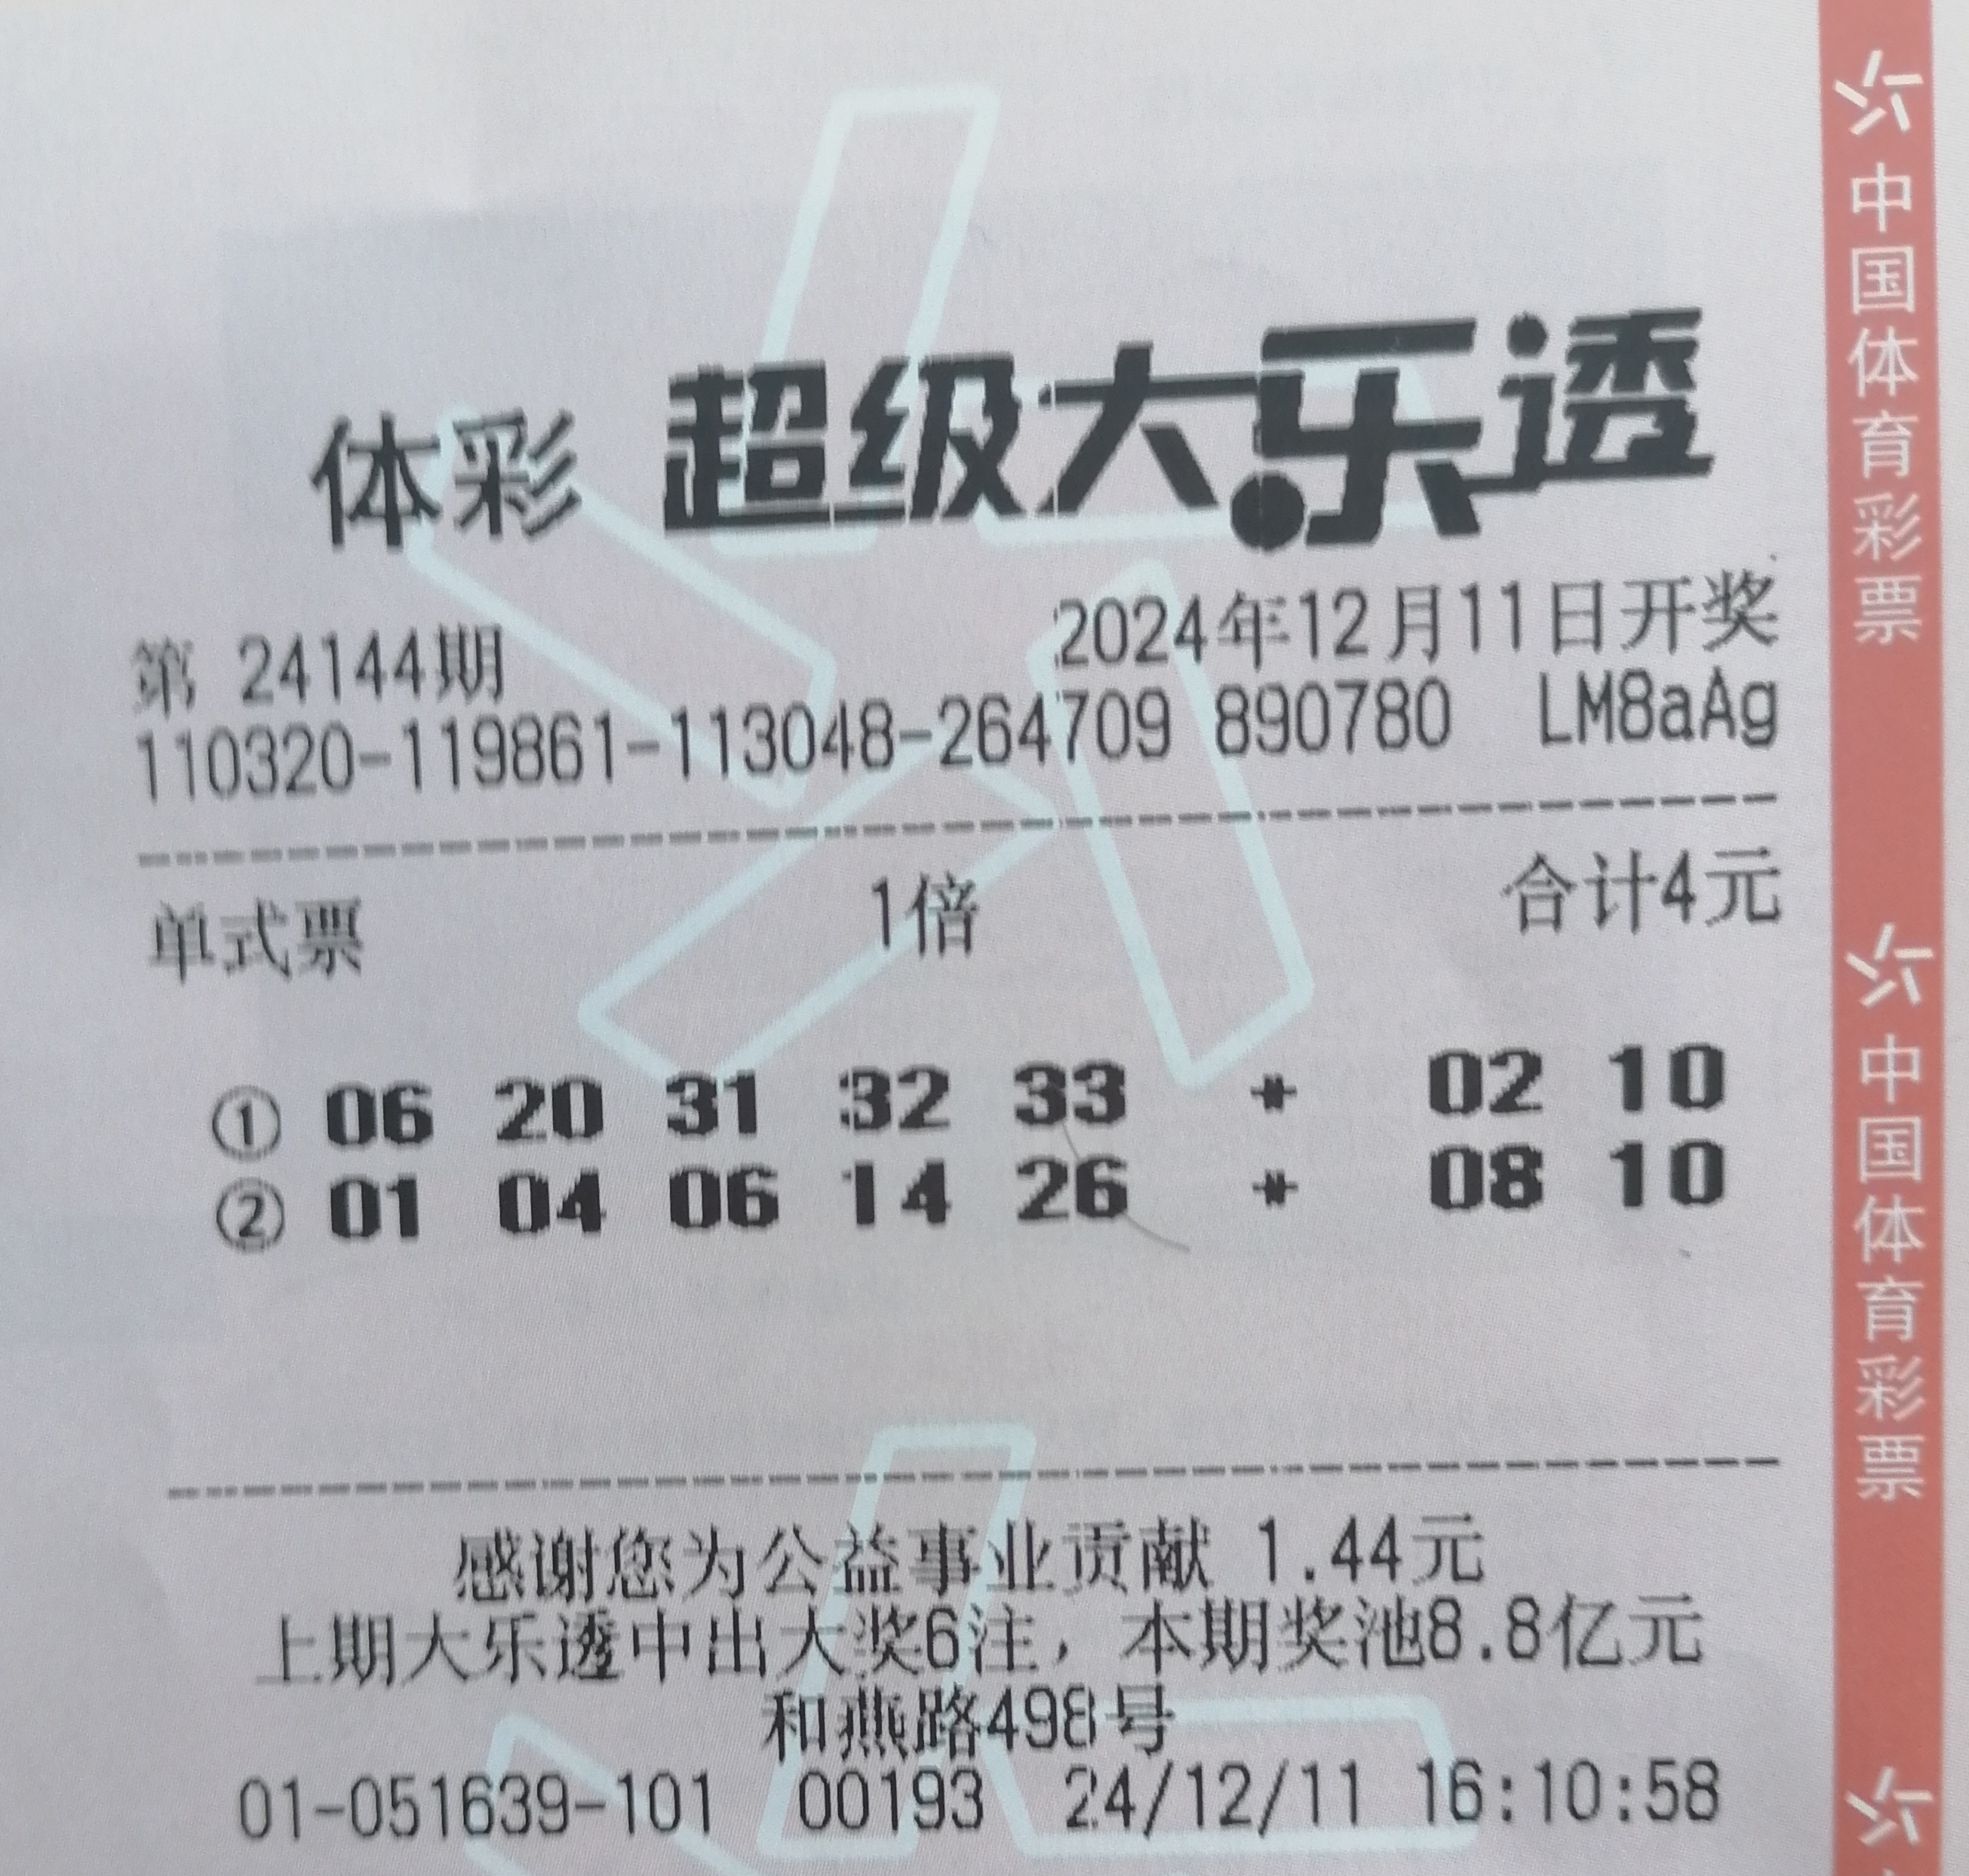 体彩 超级大乐透
第 24144期 2024年12月11日开奖
110320-119861-113048-264709 890780 LM8aAg
单式票 1倍 合计4元
① 06 20 31 32 33 * 02 10
② 01 04 06 14 26 * 08 10
感谢您为公益事业贡献 1.44元
上期大乐透中出大奖6注，本期奖池8.8亿元
和燕路498号
01-051639-101 00193 24/12/11 16:10:58
中国体育彩票
中国体育彩票